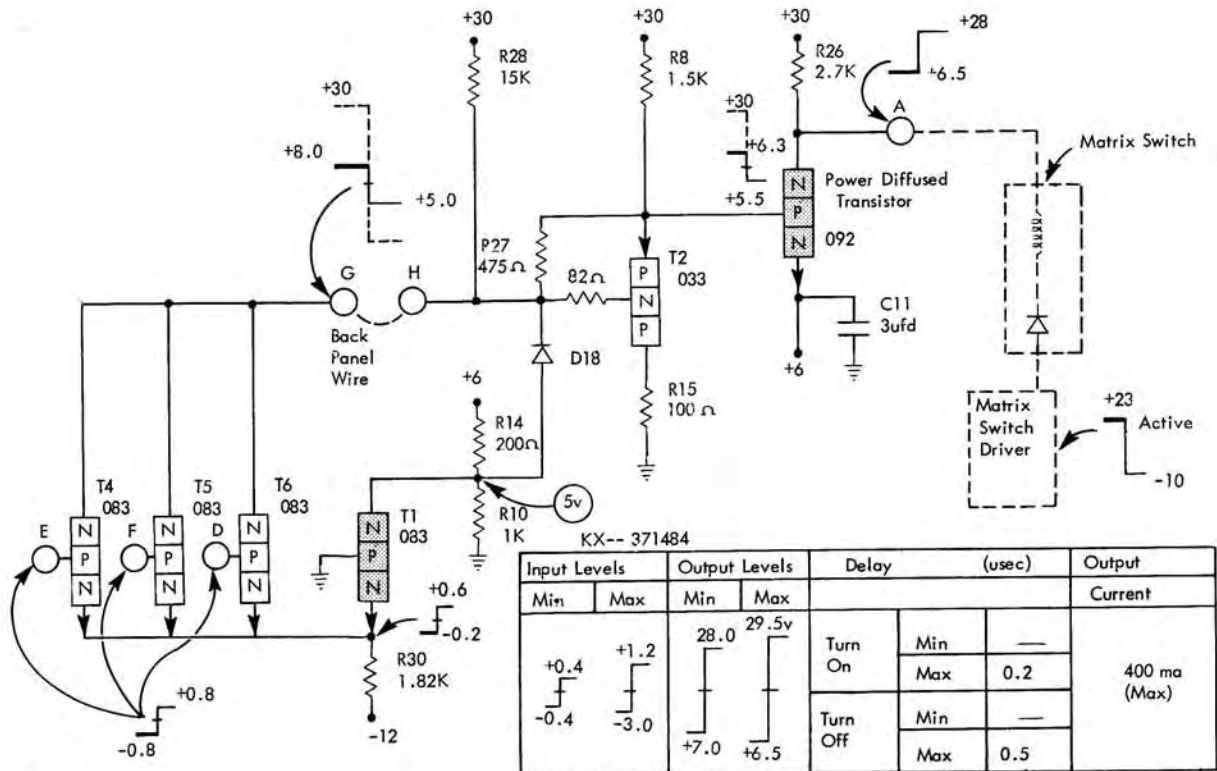 +30
+30
+30
+28
+6.5
R28
15K
R8
1.5K
R26
2.7K
A
+30
+8.0
+5.0
+30
+6.3
+5.5
Matrix Switch
N
P
N
Power Diffused
Transistor
092
R27
475Ω
82Ω
P
N
P
T2
033
G
H
Back
Panel
Wire
D18
C11
3ufd
+6
+6
R14
200Ω
R15
100 Ω
Matrix
Switch
Driver
+23
Active
-10
E
T4
083
N
P
N
F
T5
083
N
P
N
D
T6
083
N
P
N
T1
083
N
P
N
R10
1K
5v
+0.6
-0.2
R30
1.82K
-12
+0.8
-0.8
KX-- 371484
Input Levels
Output Levels
Delay (usec)
Output
Min
Max
Min
Max
Current
+0.4
-0.4
+1.2
-3.0
28.0
+7.0
29.5v
+6.5
Turn
On
Min
—
Max
0.2
Turn
Off
Min
—
Max
0.5
400 ma
(Max)